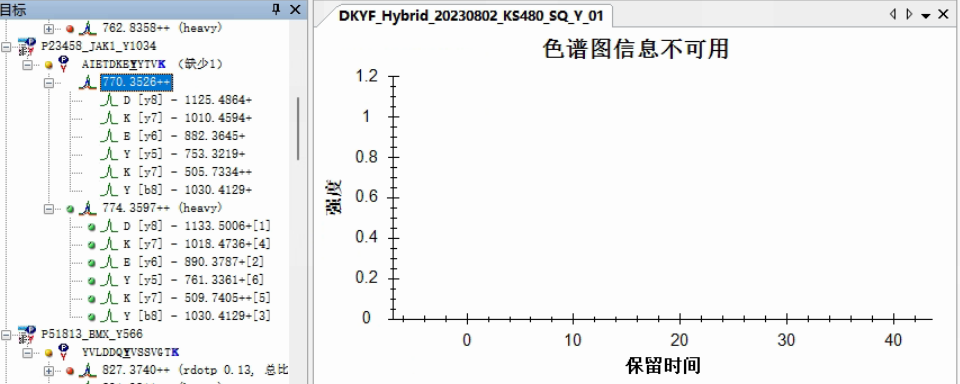 目标
762.8358++ (heavy)
P23458_JAK1_Y1034
AIETDKEYYTVK (缺少1)
770.3526++
D [y8] - 1125.4864+
K [y7] - 1010.4594+
E [y6] - 882.3645+
Y [y5] - 753.3219+
K [y7] - 505.7334++
Y [b8] - 1030.4129+
774.3597++ (heavy)
D [y8] - 1133.5006+[1]
K [y7] - 1018.4736+[4]
E [y6] - 890.3787+[2]
Y [y5] - 761.3361+[6]
K [y7] - 509.7405++[5]
Y [b8] - 1030.4129+[3]
P51813_BMX_Y566
YVLDDQYVSSVGTK
827.3740++ (rdotp 0.13, 总比
DKYF_Hybrid_20230802_KS480_SQ_Y_01
色谱图信息不可用
1.2
1
0.8
0.6
0.4
0.2
0
强度
0 10 20 30 40
保留时间